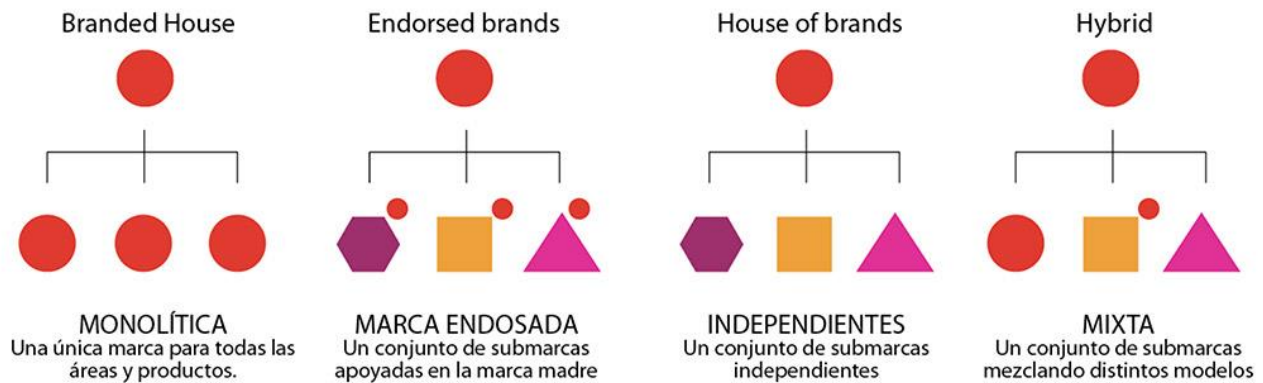 Branded House
Endorsed brands
House of brands
Hybrid
MONOLÍTICA
Una única marca para todas las
áreas y productos.
MARCA ENDOSADA
Un conjunto de submarcas
apoyadas en la marca madre
INDEPENDIENTES
Un conjunto de submarcas
independientes
MIXTA
Un conjunto de submarcas
mezclando distintos modelos